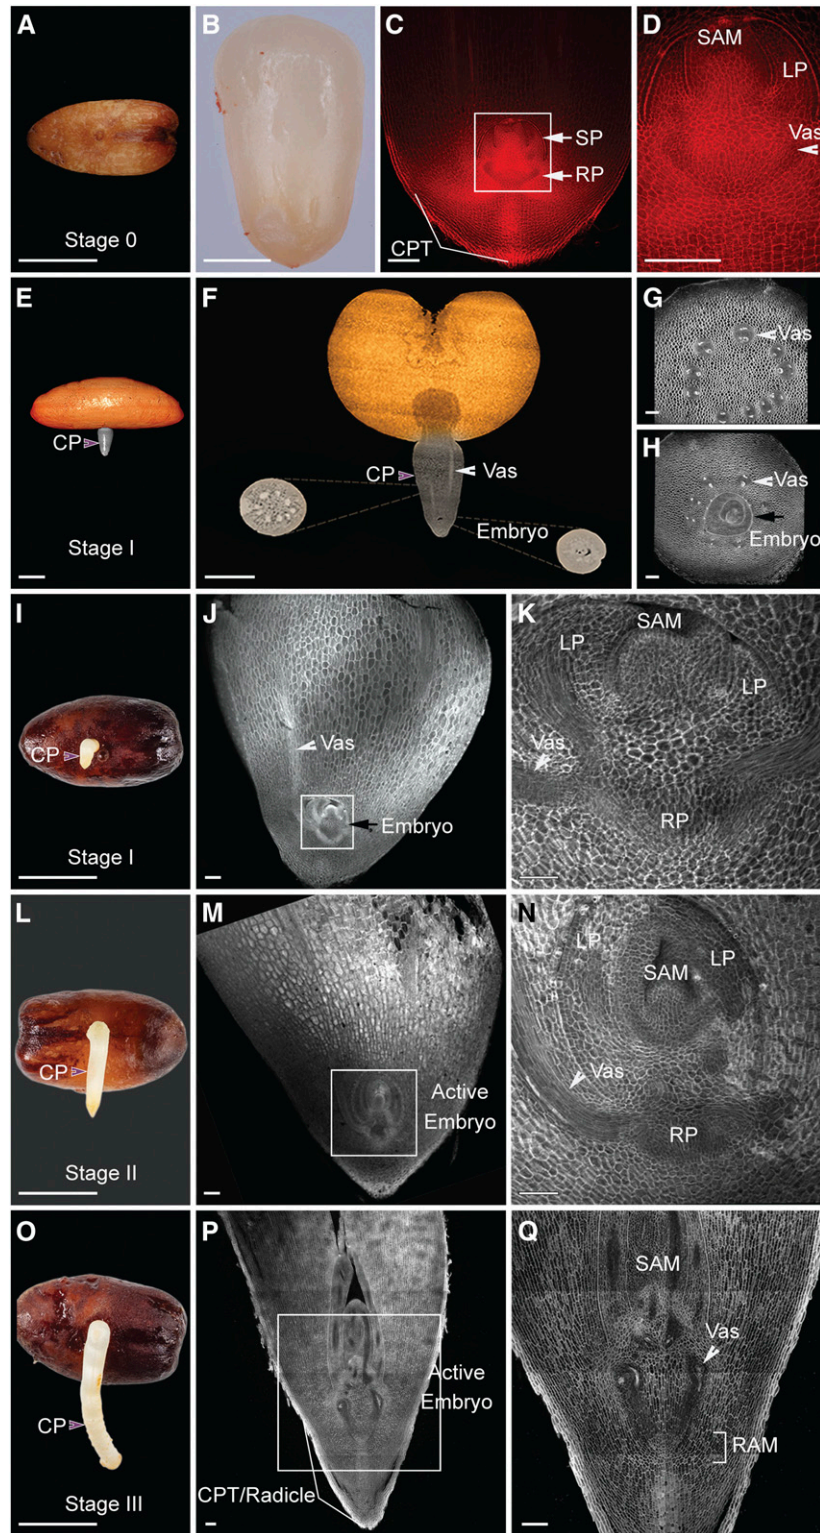 A
Stage 0
B
C
SP
RP
CPT
D
SAM
LP
Vas
E
CP
Stage I
F
CP
Vas
Embryo
G
Vas
H
Vas
Embryo
I
CP
Stage I
J
Vas
Embryo
K
SAM
LP
LP
Vas
RP
L
CP
Stage II
M
Active
Embryo
N
LP
LP
SAM
Vas
RP
O
CP
Stage III
P
Active
Embryo
CPT/Radicle
Q
SAM
Vas
RAM